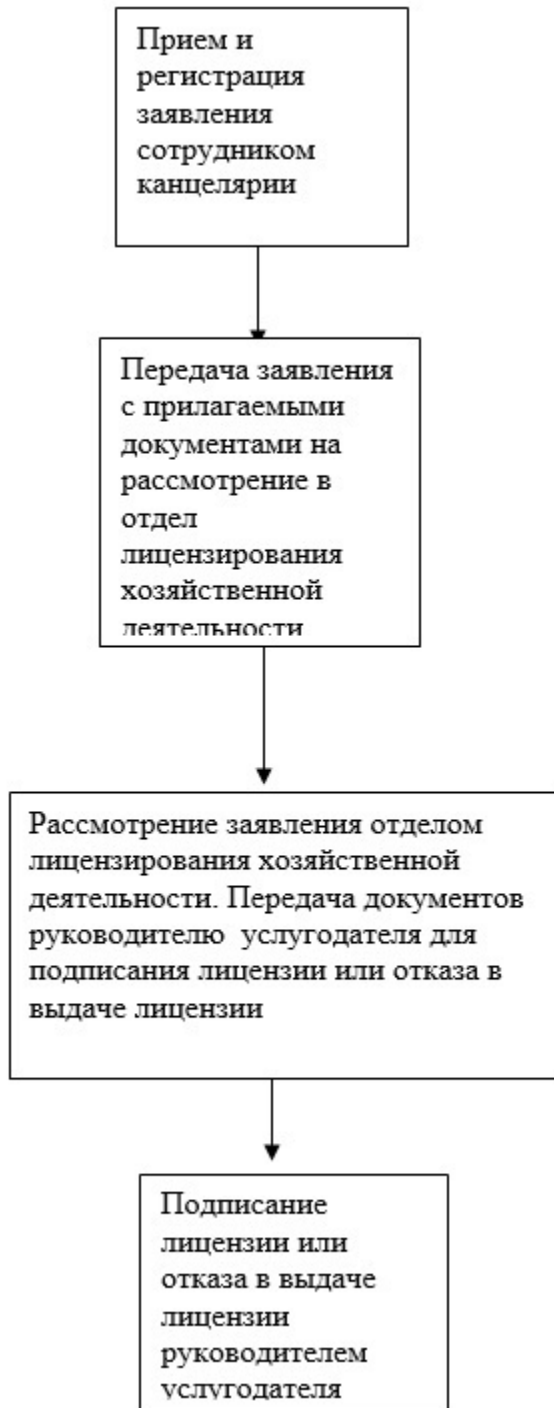 Прием и
регистрация
заявления
сотрудником
канцелярии
Передача заявления
с прилагаемыми
документами на
рассмотрение в
отдел
лицензирования
хозяйственной
деятельности
Рассмотрение заявления отделом
лицензирования хозяйственной
деятельности. Передача документов
руководителю услугодателя для
подписания лицензии или отказа в
выдаче лицензии
Подписание
лицензии или
отказа в выдаче
лицензии
руководителем
услугодателя